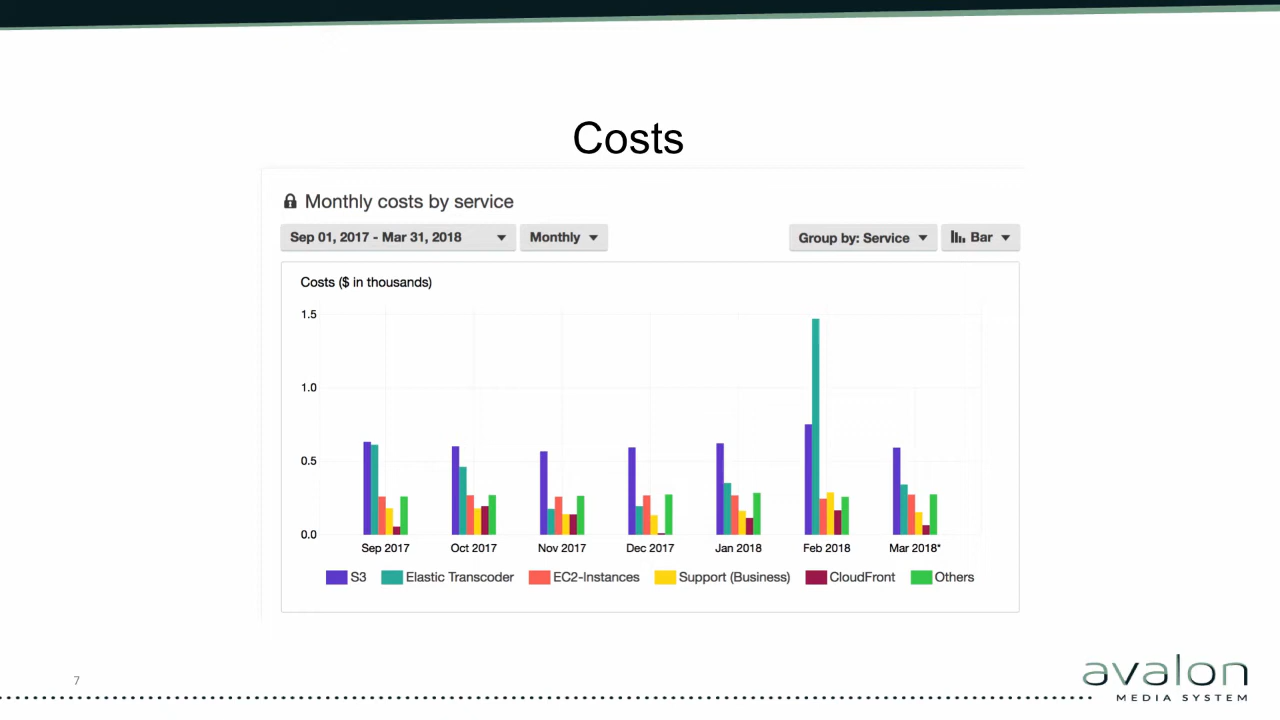 Costs
Monthly costs by service
Sep 01, 2017 - Mar 31, 2018 Monthly Group by: Service Bar
Costs ($ in thousands)
1.5
1.0
0.5
0.0
Sep 2017 Oct 2017 Nov 2017 Dec 2017 Jan 2018 Feb 2018 Mar 2018*
S3 Elastic Transcoder EC2-Instances Support (Business) CloudFront Others
7
avalon
MEDIA SYSTEM